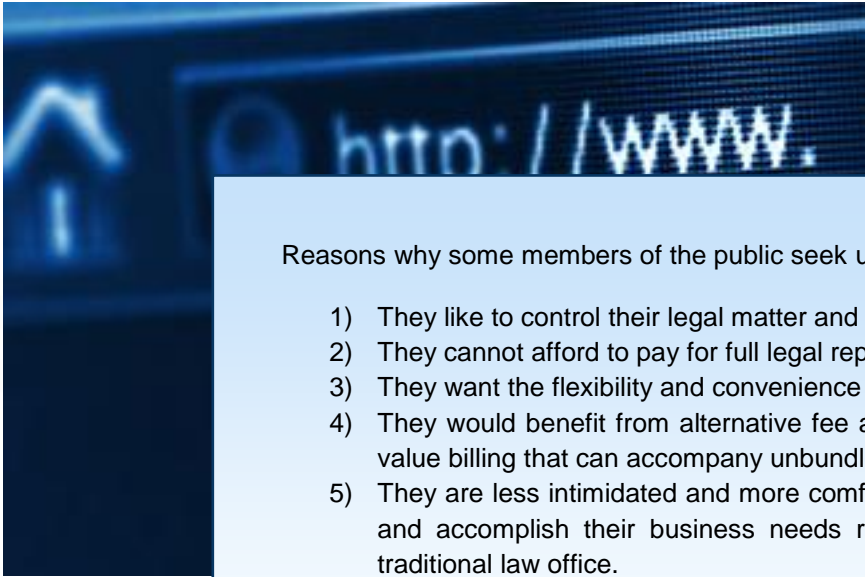 http://www.
Reasons why some members of the public seek
1) They like to control their legal matter and
2) They cannot afford to pay for full legal
3) They want the flexibility and convenience
4) They would benefit from alternative fee
value billing that can accompany
5) They are less intimidated and more
and accomplish their business needs
traditional law office.